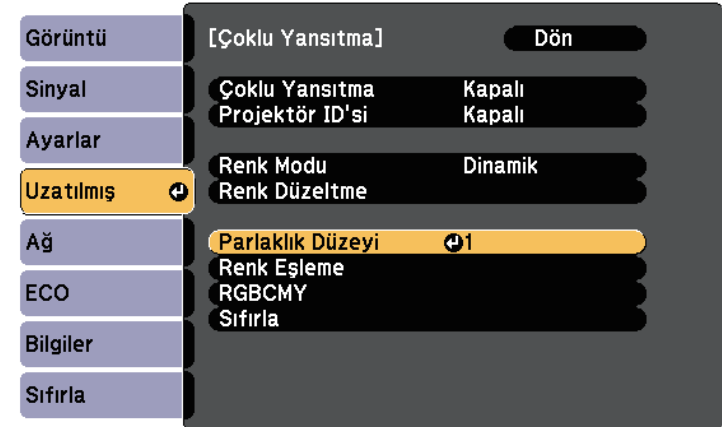 Görüntü
Sinyal
Ayarlar
Uzatılmış
Ağ
ECO
Bilgiler
Sıfırla
[Çoklu Yansıtma] Dön
Çoklu Yansıtma Kapalı
Projektör ID'si Kapalı
Renk Modu Dinamik
Renk Düzeltme
Parlaklık Düzeyi 1
Renk Eşleme
RGBCMY
Sıfırla